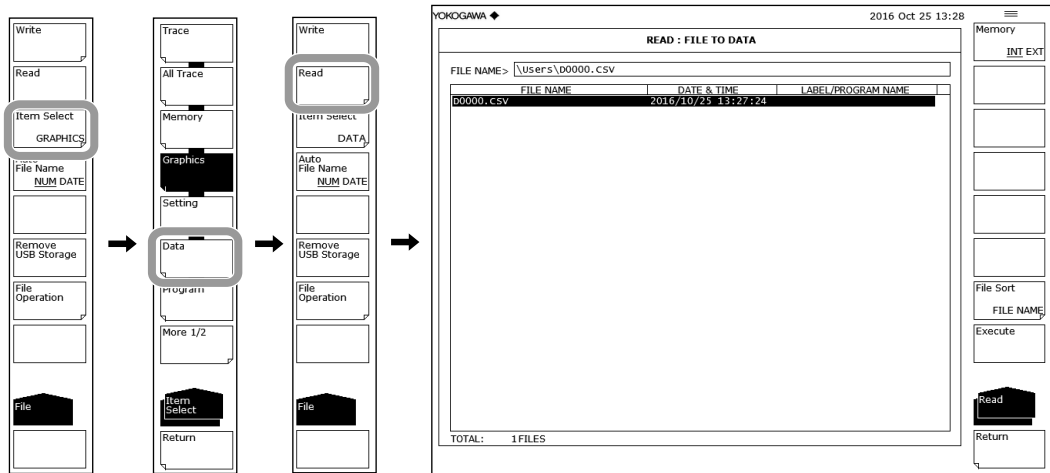 Write
Read
Item Select
GRAPHICS
Auto
File Name
NUM DATE
Remove
USB Storage
File
Operation
File
Trace
All Trace
Memory
Graphics
Setting
Data
Program
More 1/2
Item
Select
Return
Write
Read
Item Select
DATA
Auto
File Name
NUM DATE
Remove
USB Storage
File
Operation
File
YOKOGAWA
2016 Oct 25 13:28
READ : FILE TO DATA
FILE NAME> \Users\D0000.CSV
FILE NAME DATE & TIME LABEL/PROGRAM NAME
D0000.CSV 2016/10/25 13:27:24
TOTAL: 1FILES
Memory
INT EXT
File Sort
FILE NAME
Execute
Read
Return